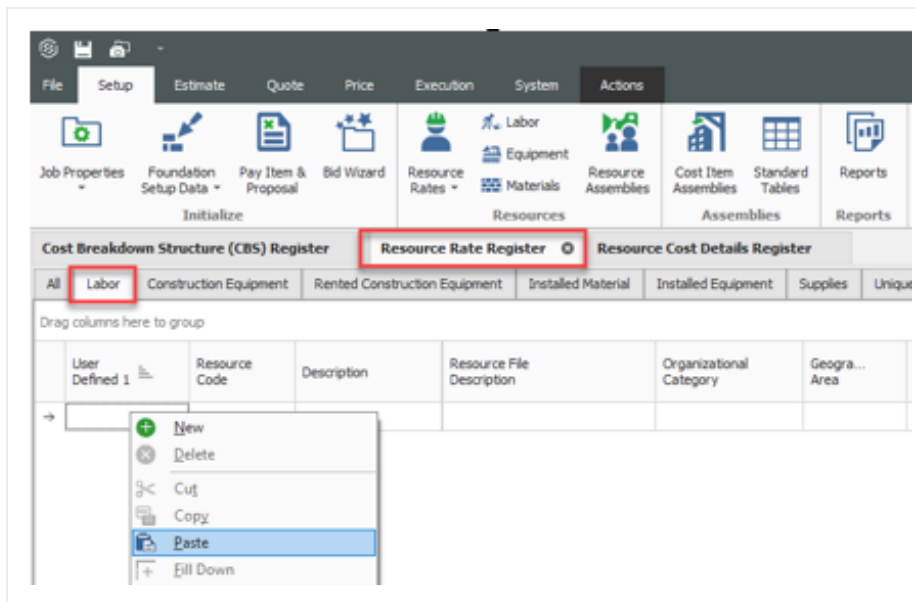 File Setup Estimate Quote Price Execution System Actions
Job Properties
Foundation Setup Data
Pay Item & Proposal
Bid Wizard
Resource Rates
Labor
Equipment
Materials
Resource Assemblies
Cost Item Assemblies
Standard Tables
Reports
Initialize Resources Assemblies Reports
Cost Breakdown Structure (CBS) Register Resource Rate Register Resource Cost Details Register
All Labor Construction Equipment Rented Construction Equipment Installed Material Installed Equipment Supplies Unique
Drag columns here to group
User Defined 1
Resource Code
Description
Resource File Description
Organizational Category
Geogra... Area
New
Delete
Cut
Copy
Paste
Fill Down